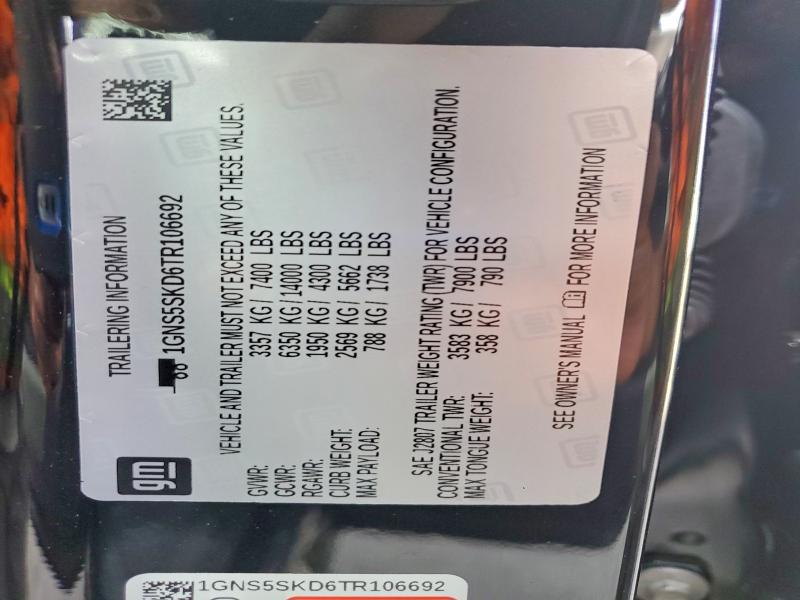 TRAILERING INFORMATION
1GNS5SKD6TR106692
VEHICLE AND TRAILER MUST NOT EXCEED ANY OF THESE VALUES.
GVWR: 3357 KG / 7400 LBS
GCWR: 6350 KG / 14000 LBS
RGAWR: 1950 KG / 4300 LBS
CURB WEIGHT: 2569 KG / 5662 LBS
MAX PAYLOAD: 788 KG / 1738 LBS
SAE J2807 TRAILER WEIGHT RATING (TWR) FOR VEHICLE CONFIGURATION.
CONVENTIONAL TWR: 3583 KG / 7900 LBS
MAX TONGUE WEIGHT: 358 KG / 790 LBS
SEE OWNER'S MANUAL FOR MORE INFORMATION
gm
1GNS5SKD6TR106692